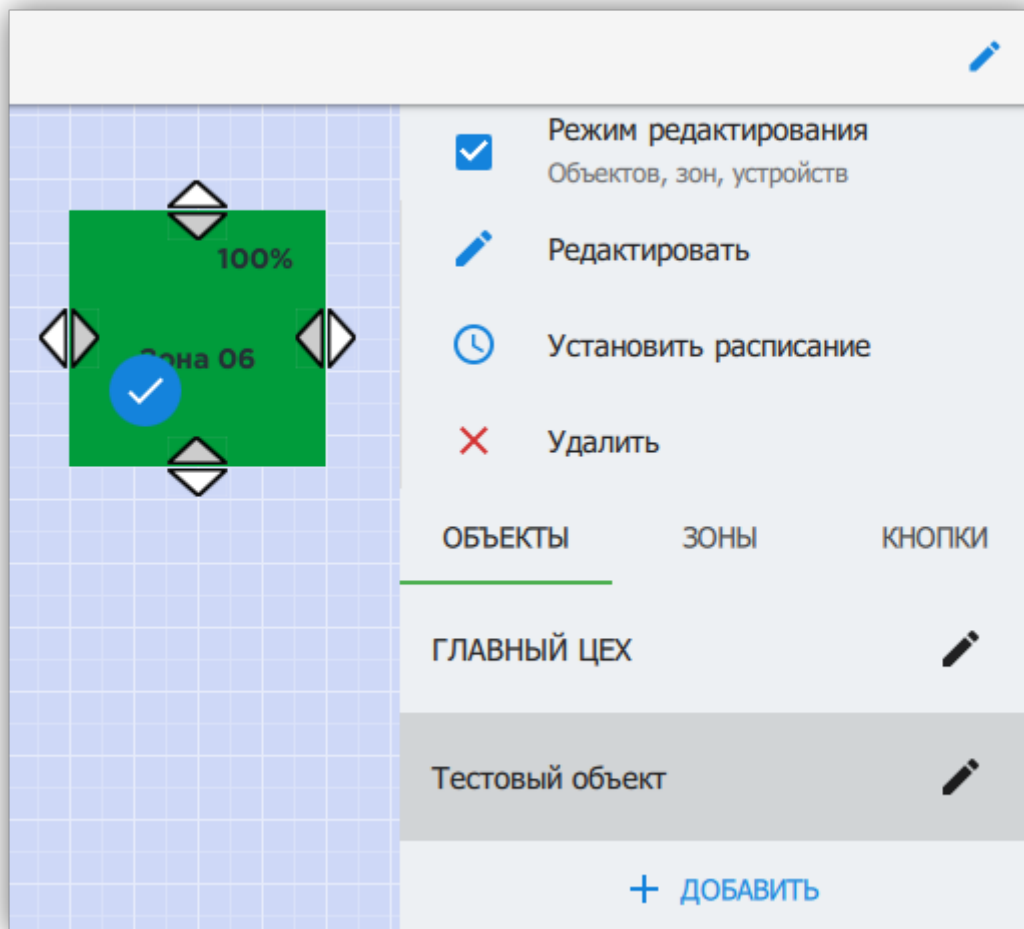 100%
Зона 06
Режим редактирования
Объектов, зон, устройств
Редактировать
Установить расписание
Удалить
ОБЪЕКТЫ ЗОНЫ КНОПКИ
ГЛАВНЫЙ ЦЕХ
Тестовый объект
ДОБАВИТЬ